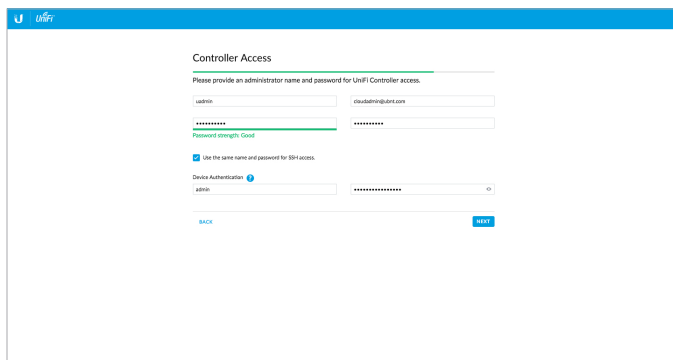 UniFi
Controller Access
Please provide an administrator name and password for UniFi Controller access.
uadmin cloudadmin@ubnt.com
Password strength: Good
Use the same name and password for SSH access.
Device Authentication ?
admin
BACK NEXT